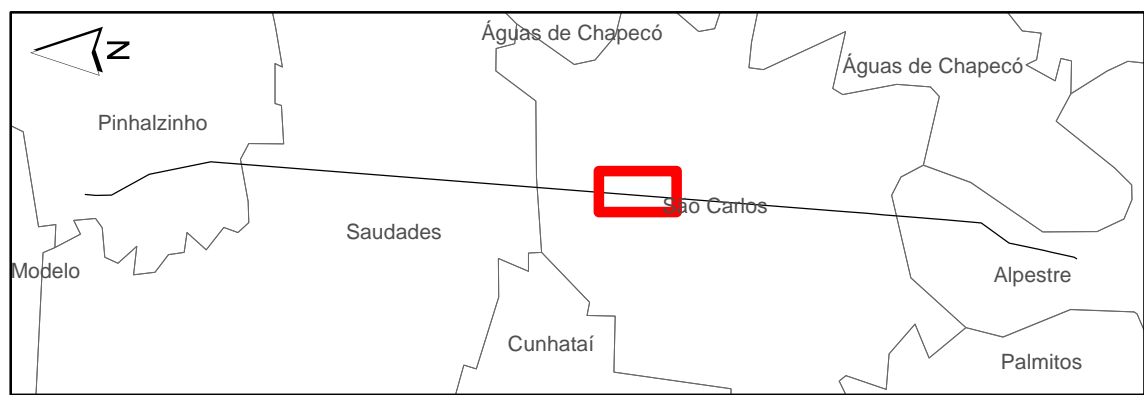 Águas de Chapecó
N
Águas de Chapecó
Pinhalzinho
São Carlos
Saudades
Modelo
Alpestre
Cunhataí
Palmitos